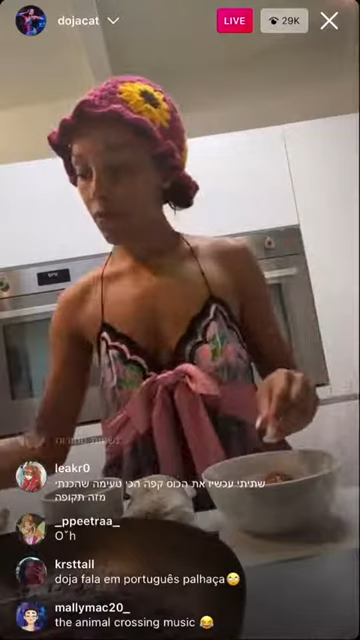 dojacat
LIVE
29K
leakr0
שתיתי עכשיו את הכוס קפה הכי טעימה שהכנתי
מזה תקופה
_ppeetraa_
O˘h
krsttall
doja fala em português palhaça🙄
mallymac20_
the animal crossing music 😂